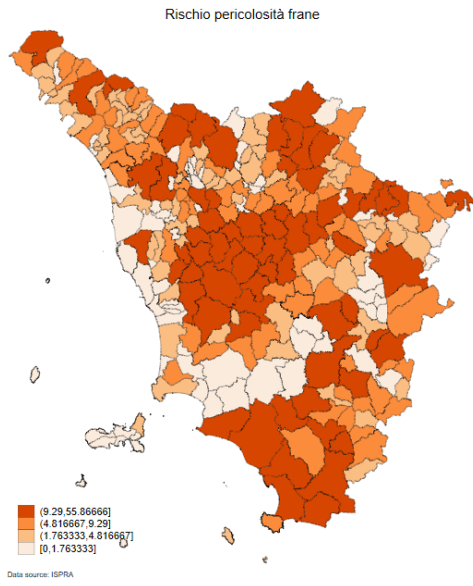 Rischio pericolosità frane
(9.29,55.86666]
(4.816667,9.29]
(1.763333,4.816667]
[0,1.763333]
Data source: ISPRA